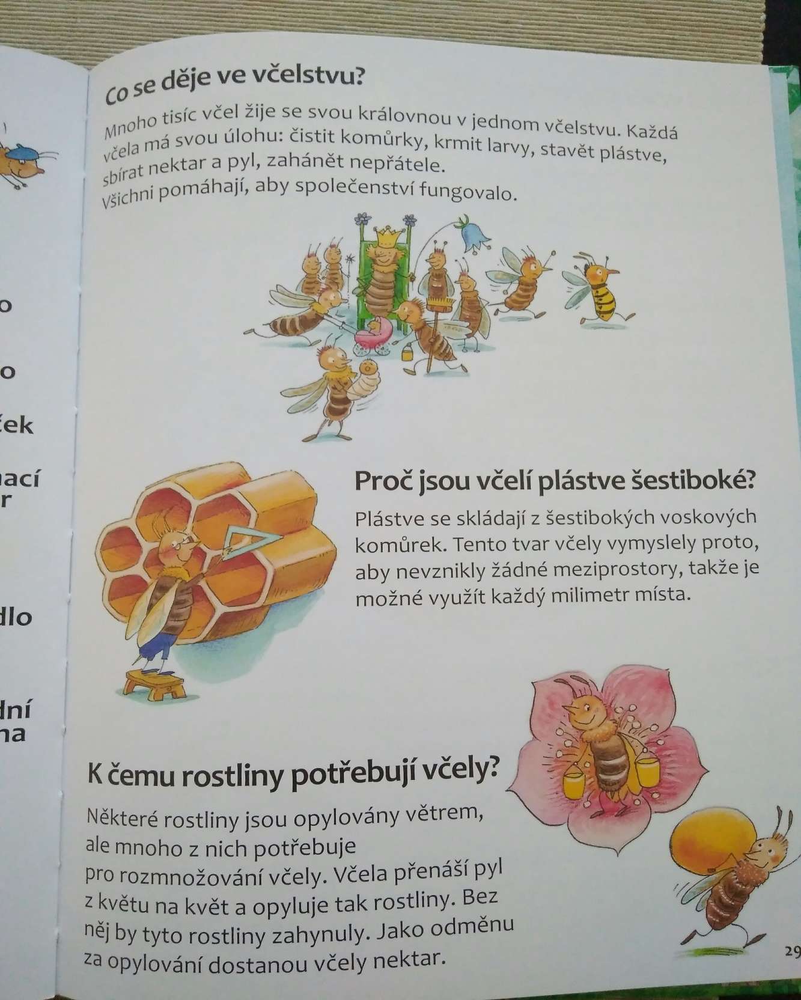 Co se děje ve včelstvu?
Mnoho tisíc včel žije se svou královnou v jednom včelstvu. Každá
včela má svou úlohu: čistit komůrky, krmit larvy, stavět plástve,
sbírat nektar a pyl, zahánět nepřátele.
Všichni pomáhají, aby společenství fungovalo.
Proč jsou včelí plástve šestiboké?
Plástve se skládají z šestibokých voskových
komůrek. Tento tvar včely vymyslely proto,
aby nevznikly žádné meziprostory, takže je
možné využít každý milimetr místa.
K čemu rostliny potřebují včely?
Některé rostliny jsou opylovány větrem,
ale mnoho z nich potřebuje
pro rozmnožování včely. Včela přenáší pyl
z květu na květ a opyluje tak rostliny. Bez
něj by tyto rostliny zahynuly. Jako odměnu
za opylování dostanou včely nektar.
29